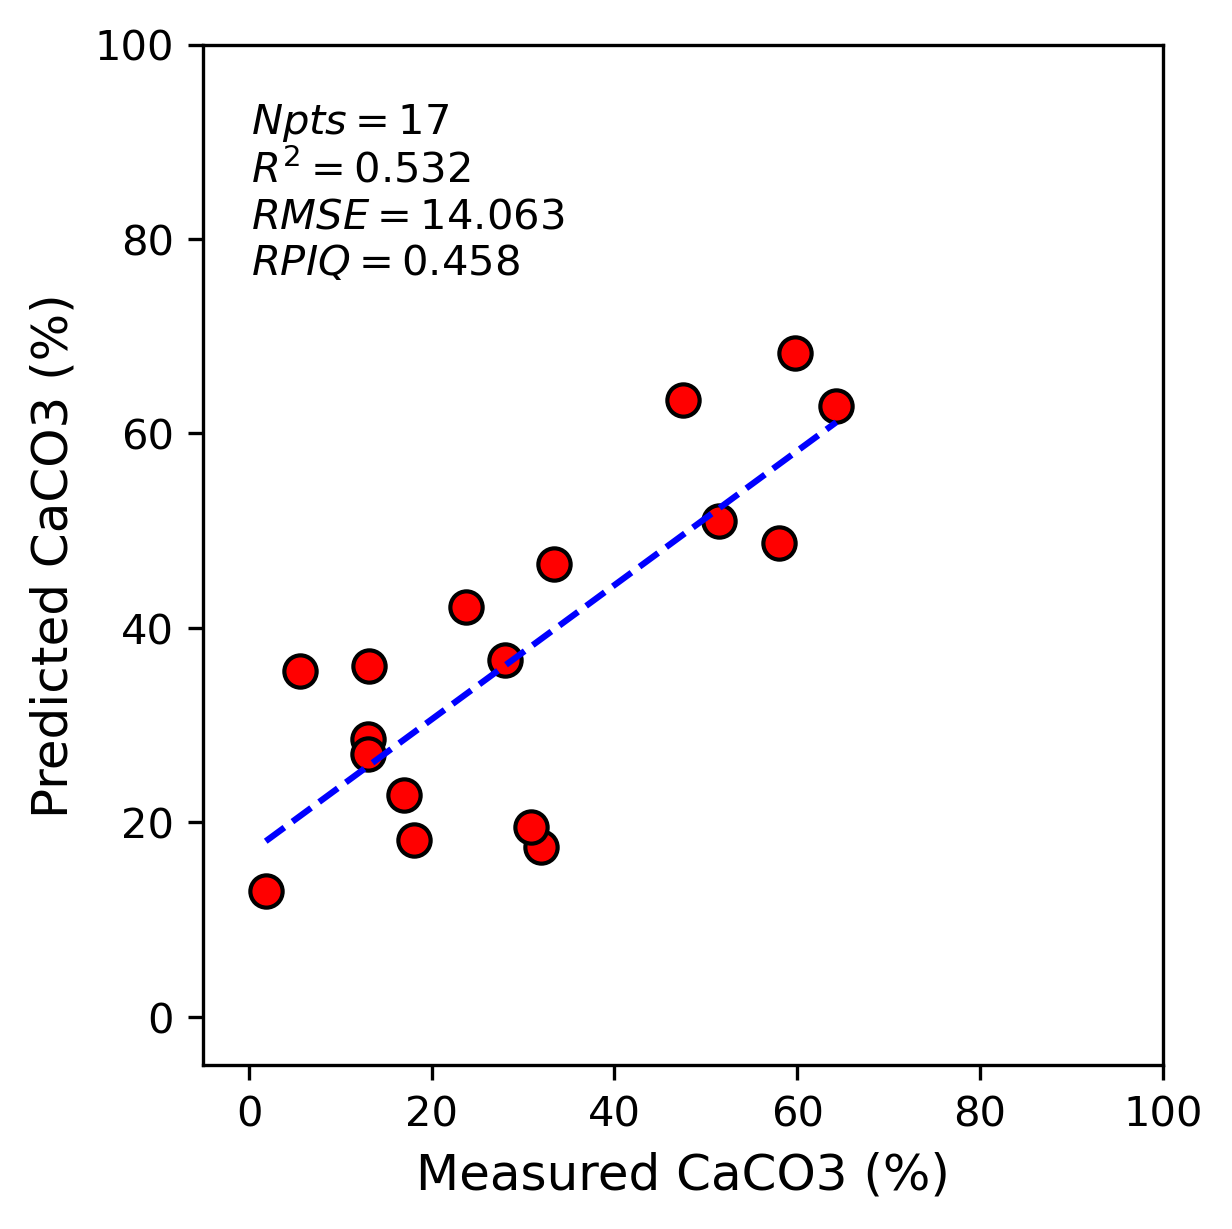 100
80
60
40
20
0
Npts = 17
R² = 0.532
RMSE = 14.063
RPIQ = 0.458
Predicted CaCO3 (%)
0 20 40 60 80 100
Measured CaCO3 (%)